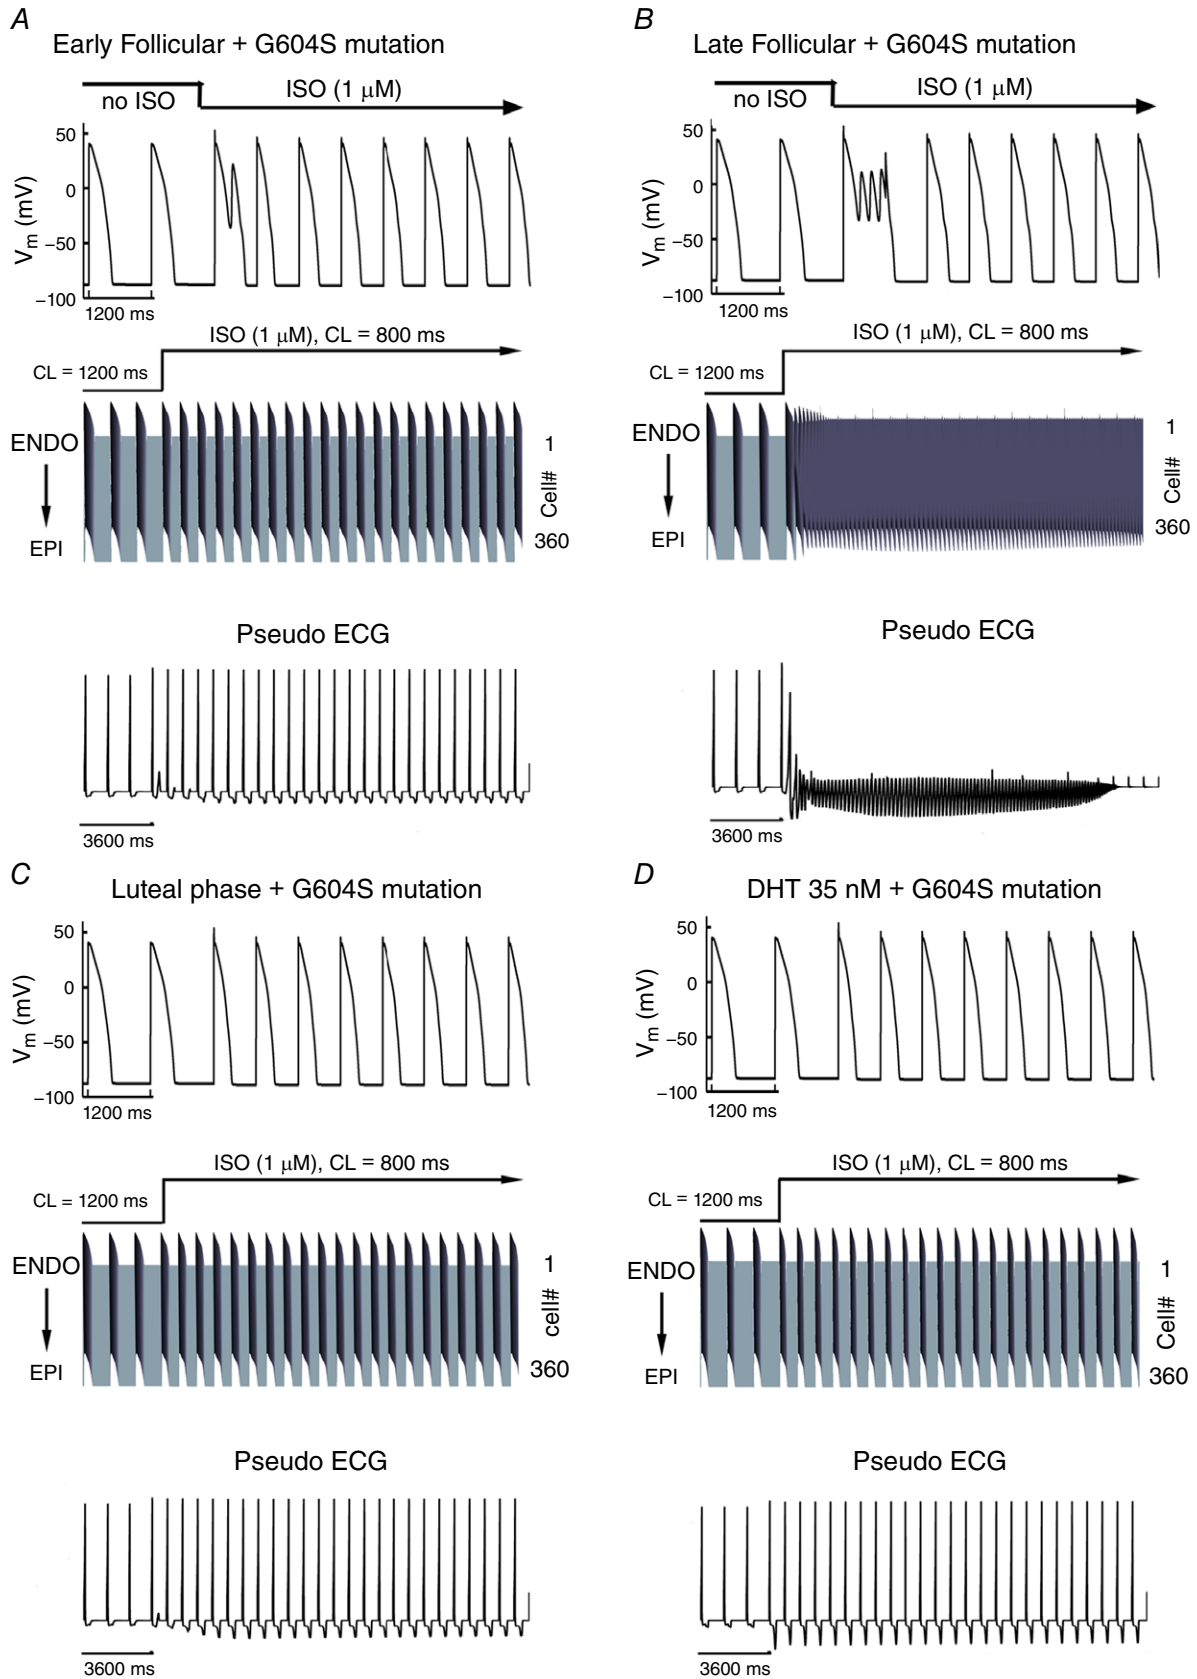 A
Early Follicular + G604S mutation
no ISO
ISO (1 μM)
50
0
−50
−100
Vm (mV)
1200 ms
ISO (1 μM), CL = 800 ms
CL = 1200 ms
ENDO
EPI
1
Cell#
360
Pseudo ECG
3600 ms
B
Late Follicular + G604S mutation
no ISO
ISO (1 μM)
50
0
−50
−100
Vm (mV)
1200 ms
ISO (1 μM), CL = 800 ms
CL = 1200 ms
ENDO
EPI
1
Cell#
360
Pseudo ECG
3600 ms
C
Luteal phase + G604S mutation
50
0
−50
−100
Vm (mV)
1200 ms
ISO (1 μM), CL = 800 ms
CL = 1200 ms
ENDO
EPI
1
cell#
360
Pseudo ECG
3600 ms
D
DHT 35 nM + G604S mutation
50
0
−50
−100
Vm (mV)
1200 ms
ISO (1 μM), CL = 800 ms
CL = 1200 ms
ENDO
EPI
1
Cell#
360
Pseudo ECG
3600 ms